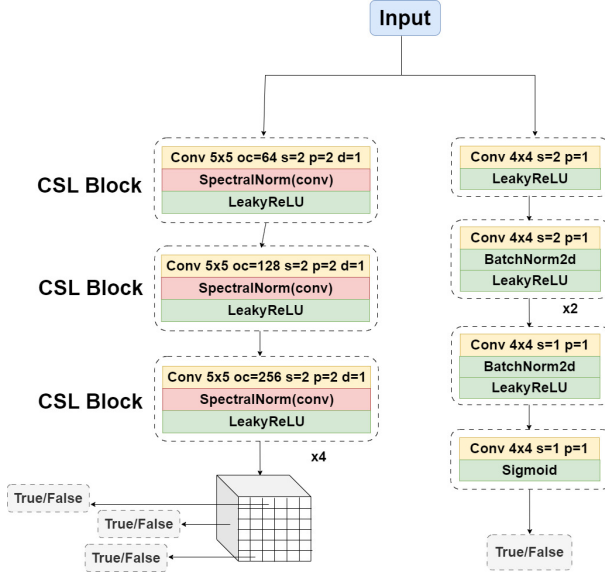 Input
CSL Block
Conv 5x5 oc=64 s=2 p=2 d=1
SpectralNorm(conv)
LeakyReLU
CSL Block
Conv 5x5 oc=128 s=2 p=2 d=1
SpectralNorm(conv)
LeakyReLU
CSL Block
Conv 5x5 oc=256 s=2 p=2 d=1
SpectralNorm(conv)
LeakyReLU
x4
True/False
True/False
True/False
Conv 4x4 s=2 p=1
LeakyReLU
Conv 4x4 s=2 p=1
BatchNorm2d
LeakyReLU
x2
Conv 4x4 s=1 p=1
BatchNorm2d
LeakyReLU
Conv 4x4 s=1 p=1
Sigmoid
True/False